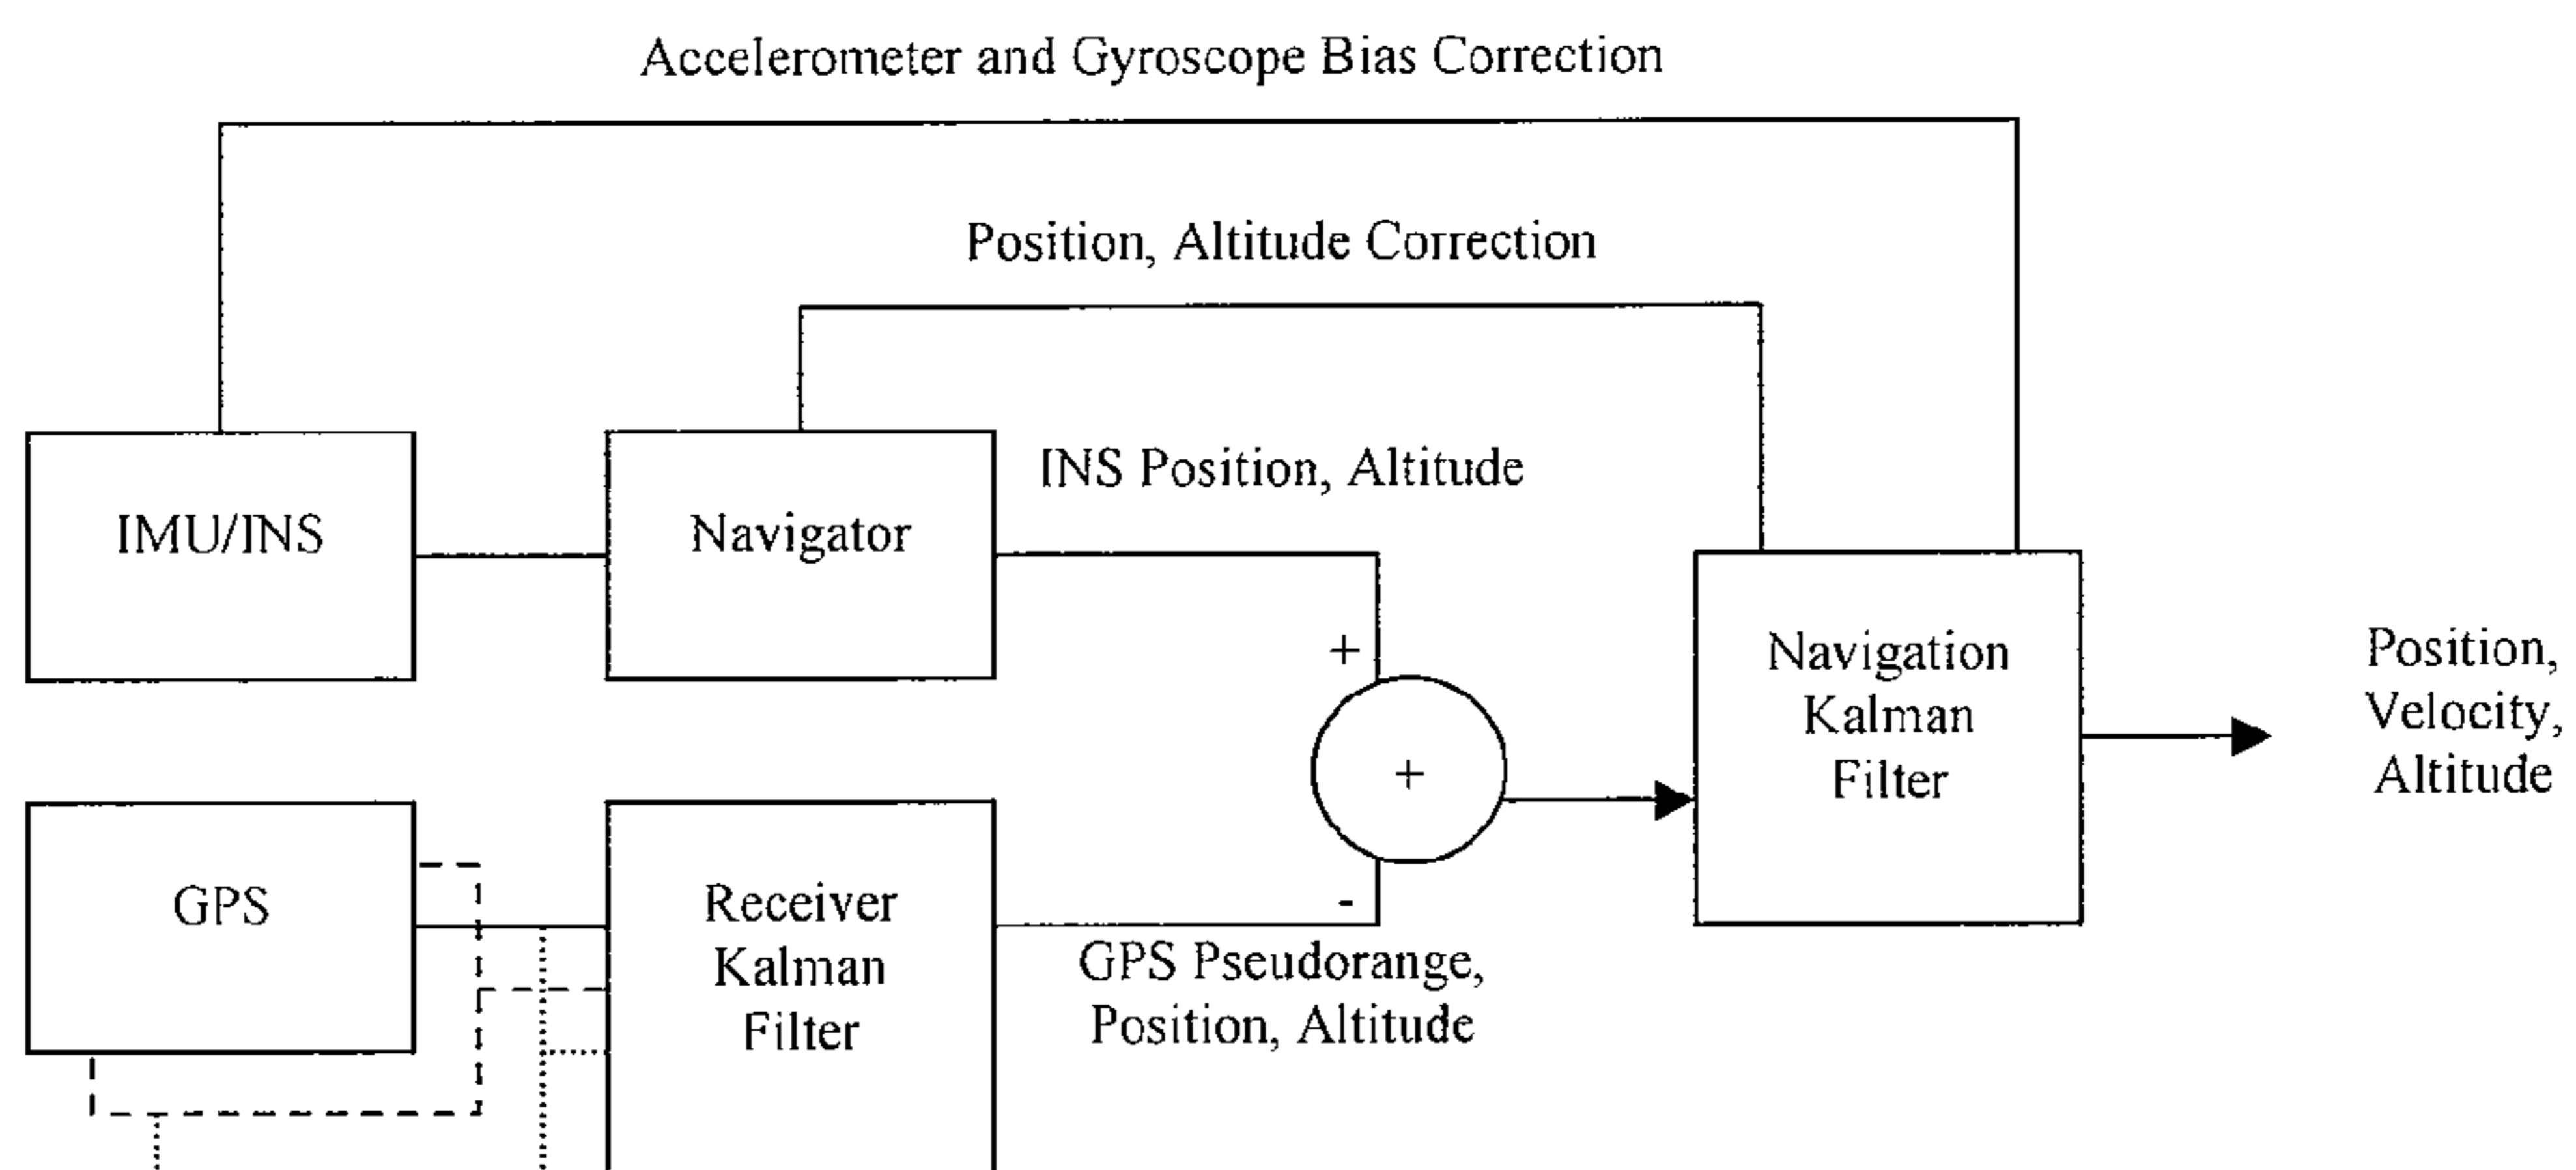 Accelerometer and Gyroscope Bias Correction
Position, Altitude Correction
INS Position, Altitude
IMU/INS
Navigator
+
Navigation
Kalman
Filter
Position,
Velocity,
Altitude
+
GPS
Receiver
Kalman
Filter
-
GPS Pseudorange,
Position, Altitude